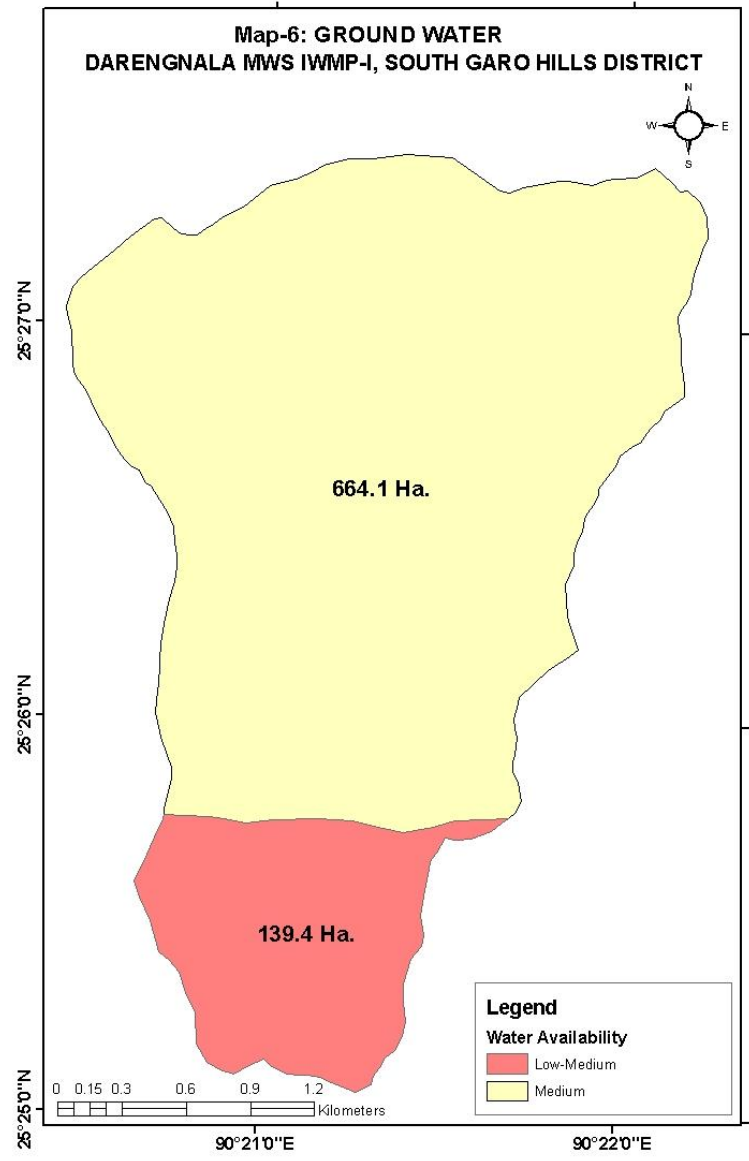 Map-6: GROUND WATER
DARENGNALA MWS IWMP-I, SOUTH GARO HILLS DISTRICT
N
W E
S
25°27'0"N
664.1 Ha.
25°26'0"N
139.4 Ha.
Legend
Water Availability
Low-Medium
Medium
0 0.15 0.3 0.6 0.9 1.2
Kilometers
25°25'0"N
90°21'0"E 90°22'0"E